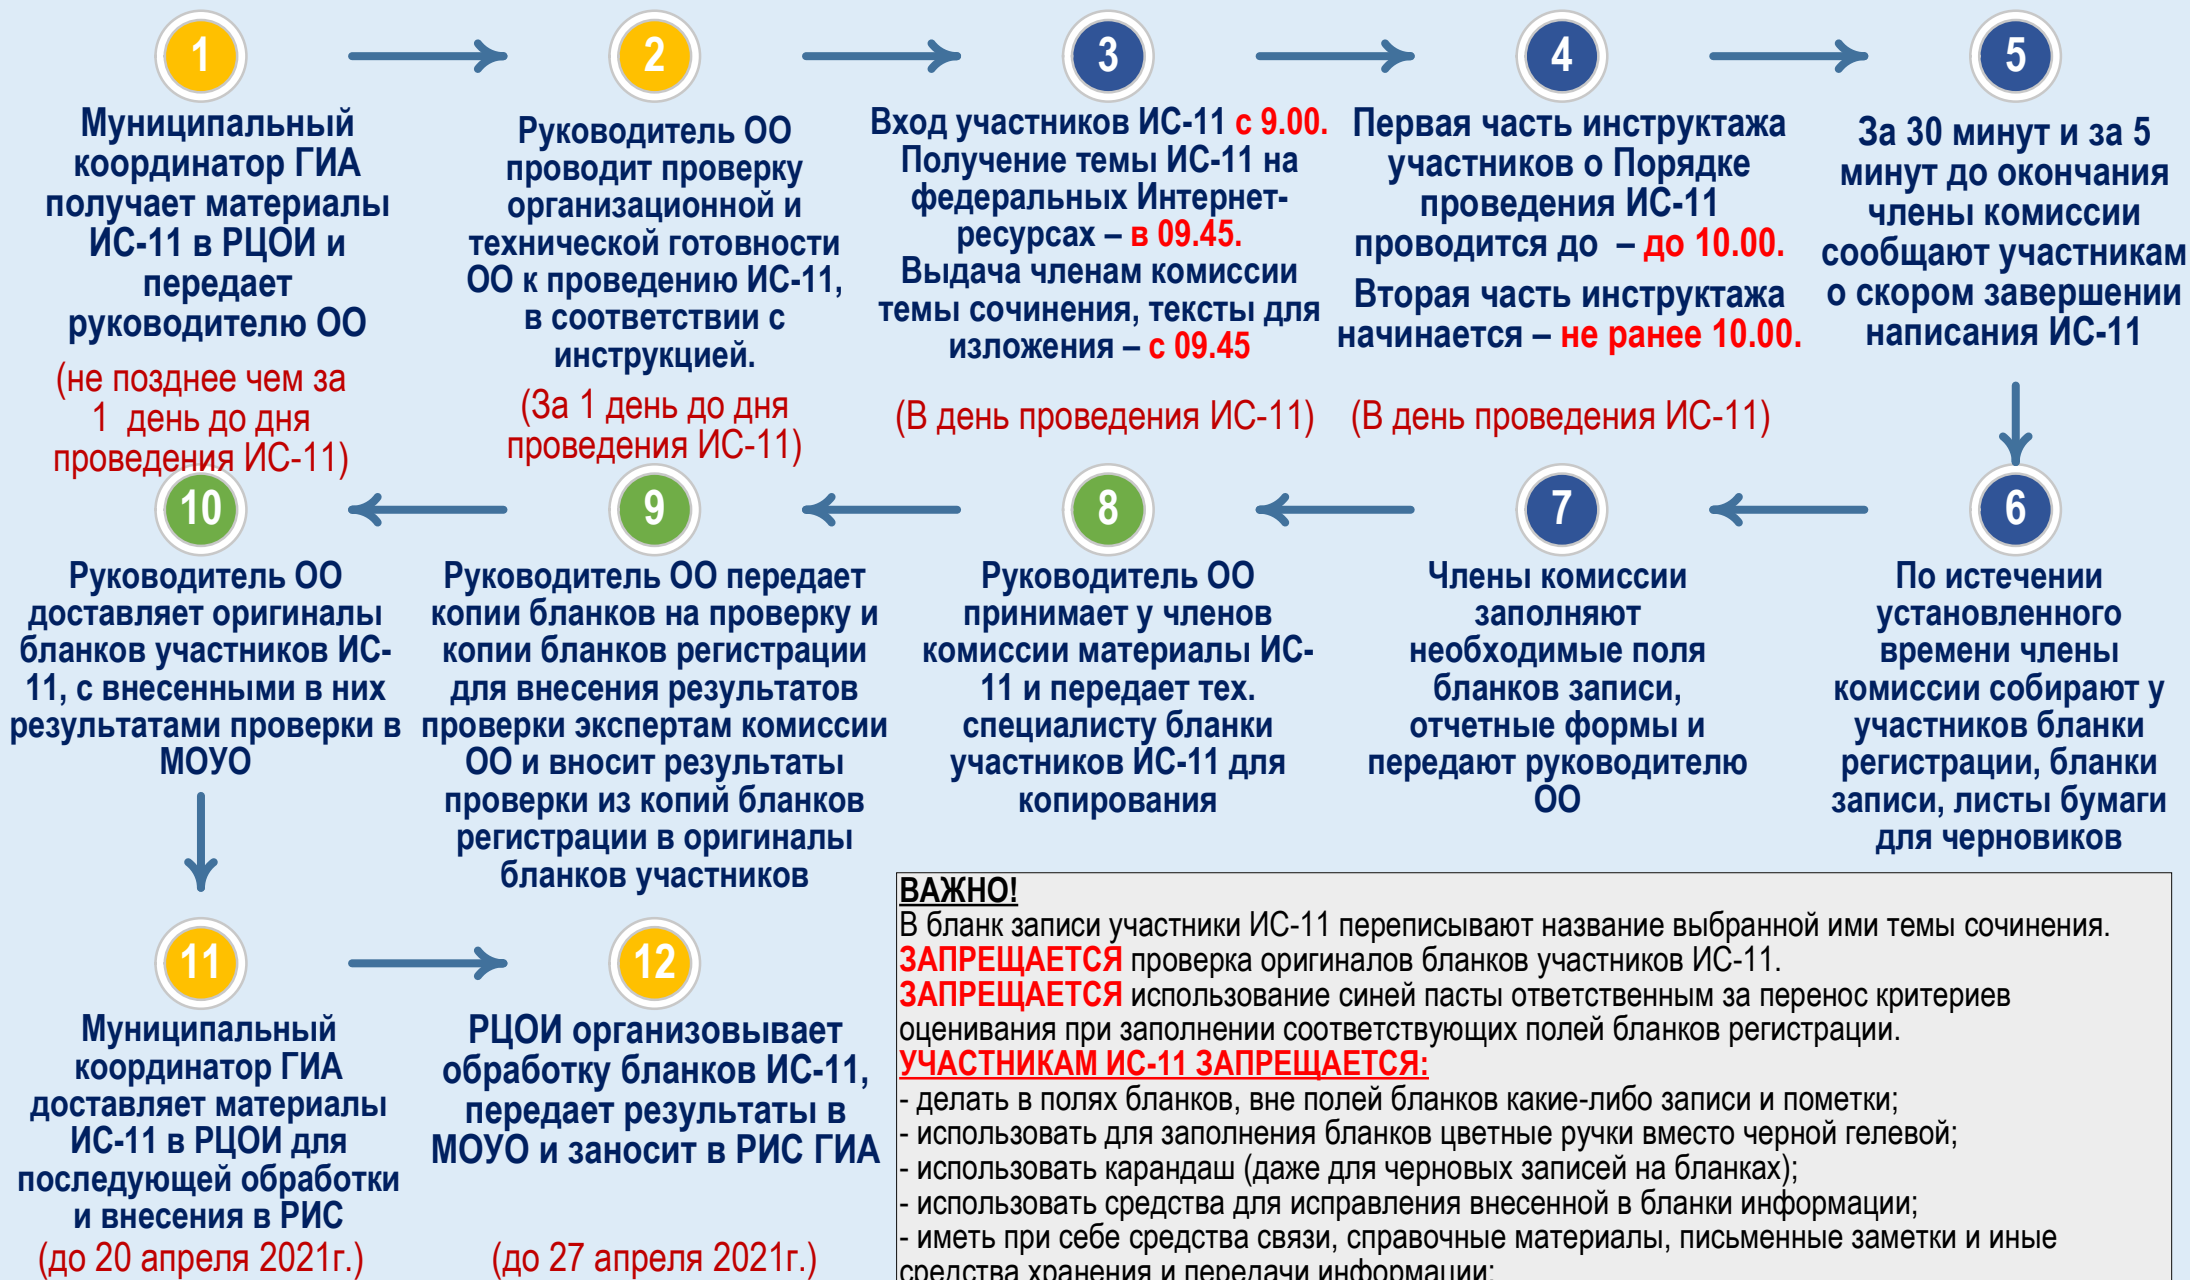 1
Муниципальный
координатор ГИА
получает материалы
ИС-11 в РЦОИ и
передает
руководителю ОО
(не позднее чем за
1 день до дня
проведения ИС-11)
2
Руководитель ОО
проводит проверку
организационной и
технической готовности
ОО к проведению ИС-11,
в соответствии с
инструкцией.
(За 1 день до дня
проведения ИС-11)
3
Вход участников ИС-11 с 9.00.
Получение темы ИС-11 на
федеральных Интернет-
ресурсах – в 09.45.
Выдача членам комиссии
темы сочинения, тексты для
изложения – с 09.45
(В день проведения ИС-11)
4
Первая часть инструктажа
участников о Порядке
проведения ИС-11
проводится до – до 10.00.
Вторая часть инструктажа
начинается – не ранее 10.00.
(В день проведения ИС-11)
5
За 30 минут и за 5
минут до окончания
члены комиссии
сообщают участникам
о скором завершении
написания ИС-11
6
По истечении
установленного
времени члены
комиссии собирают у
участников бланки
регистрации, бланки
записи, листы бумаги
для черновиков
7
Члены комиссии
заполняют
необходимые поля
бланков записи,
отчетные формы и
передают руководителю
ОО
8
Руководитель ОО
принимает у членов
комиссии материалы ИС-
11 и передает тех.
специалисту бланки
участников ИС-11 для
копирования
9
Руководитель ОО передает
копии бланков на проверку и
копии бланков регистрации
для внесения результатов
проверки экспертам комиссии
ОО и вносит результаты
проверки из копий бланков
регистрации в оригиналы
бланков участников
10
Руководитель ОО
доставляет оригиналы
бланков участников ИС-
11, с внесенными в них
результатами проверки в
МОУО
11
Муниципальный
координатор ГИА
доставляет материалы
ИС-11 в РЦОИ для
последующей обработки
и внесения в РИС
(до 20 апреля 2021г.)
12
РЦОИ организовывает
обработку бланков ИС-11,
передает результаты в
МОУО и заносит в РИС ГИА
(до 27 апреля 2021г.)
ВАЖНО!
В бланк записи участники ИС-11 переписывают название выбранной ими темы сочинения.
ЗАПРЕЩАЕТСЯ проверка оригиналов бланков участников ИС-11.
ЗАПРЕЩАЕТСЯ использование синей пасты ответственным за перенос критериев
оценивания при заполнении соответствующих полей бланков регистрации.
УЧАСТНИКАМ ИС-11 ЗАПРЕЩАЕТСЯ:
- делать в полях бланков, вне полей бланков какие-либо записи и пометки;
- использовать для заполнения бланков цветные ручки вместо черной гелевой;
- использовать карандаш (даже для черновых записей на бланках);
- использовать средства для исправления внесенной в бланки информации;
- иметь при себе средства связи, справочные материалы, письменные заметки и иные
средства хранения и передачи информации;